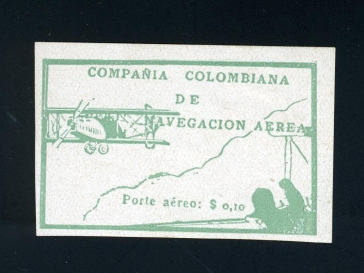 COMPAÑIA COLOMBIANA
DE
NAVEGACION AEREA
Porte aéreo: $ 0,10